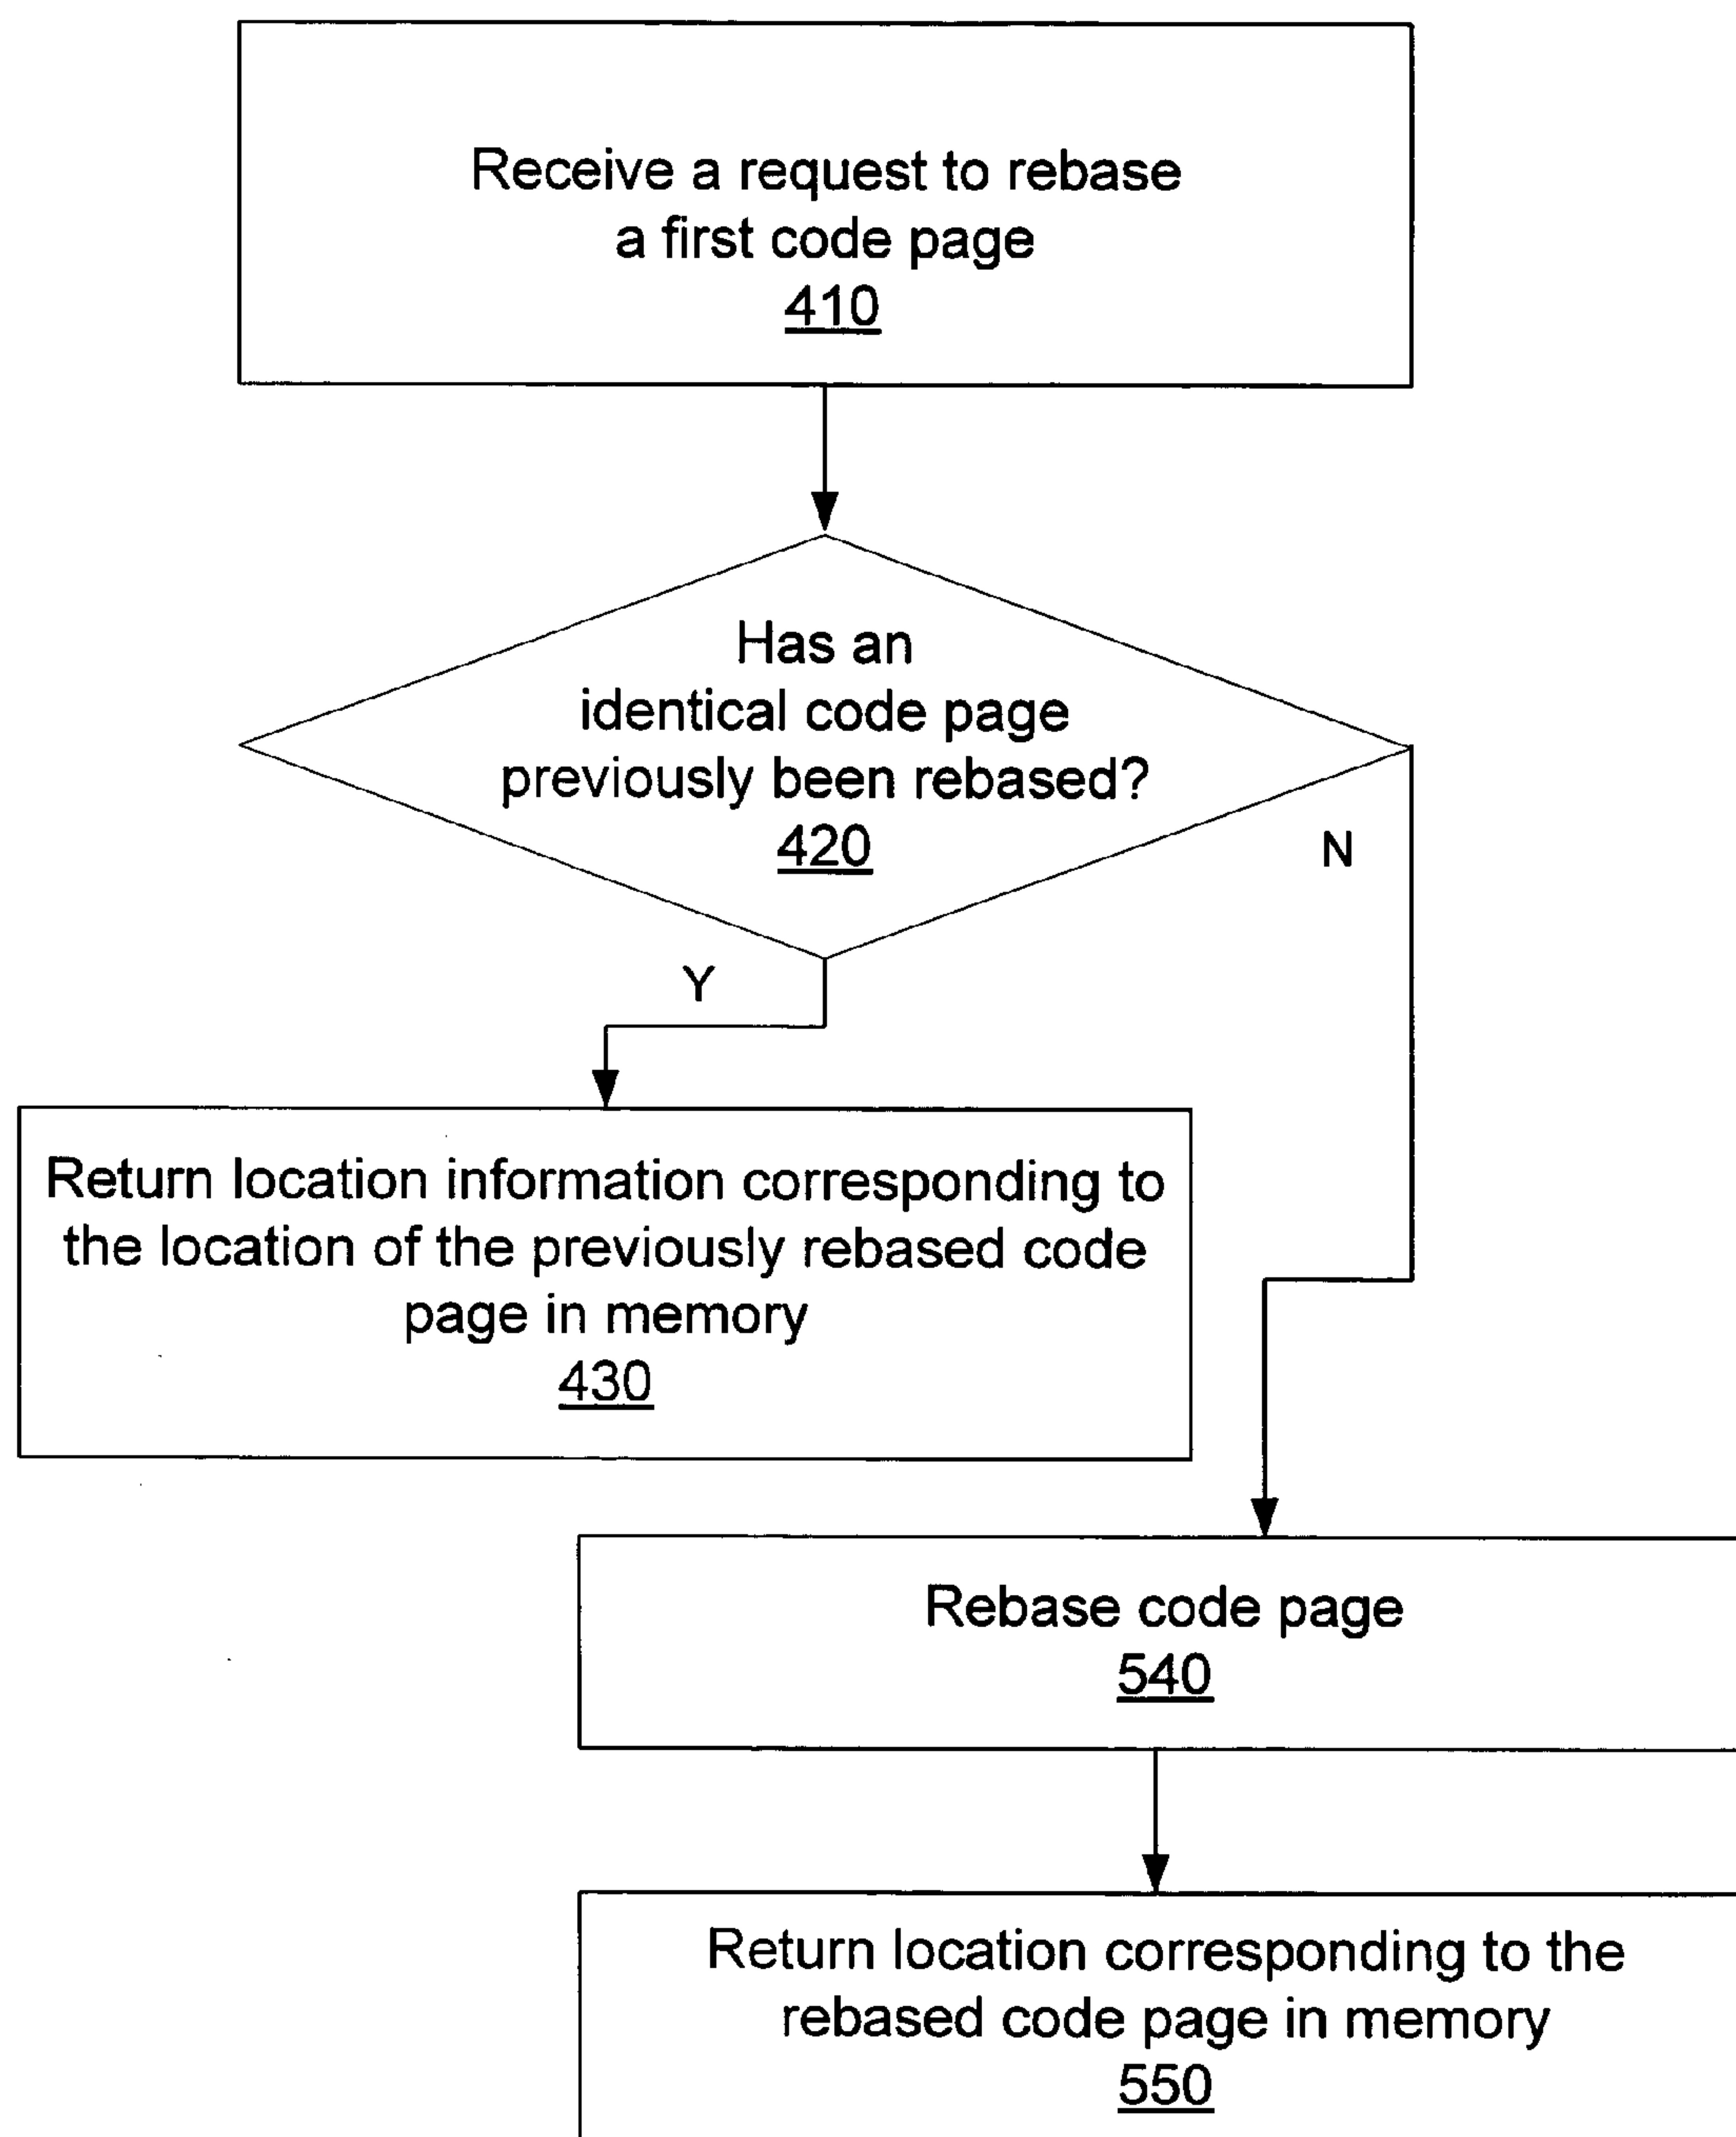 Receive a request to rebase
a first code page
410
Has an
identical code page
previously been rebased?
420
N
Y
Return location information corresponding to
the location of the previously rebased code
page in memory
430
Rebase code page
540
Return location corresponding to the
rebased code page in memory
550